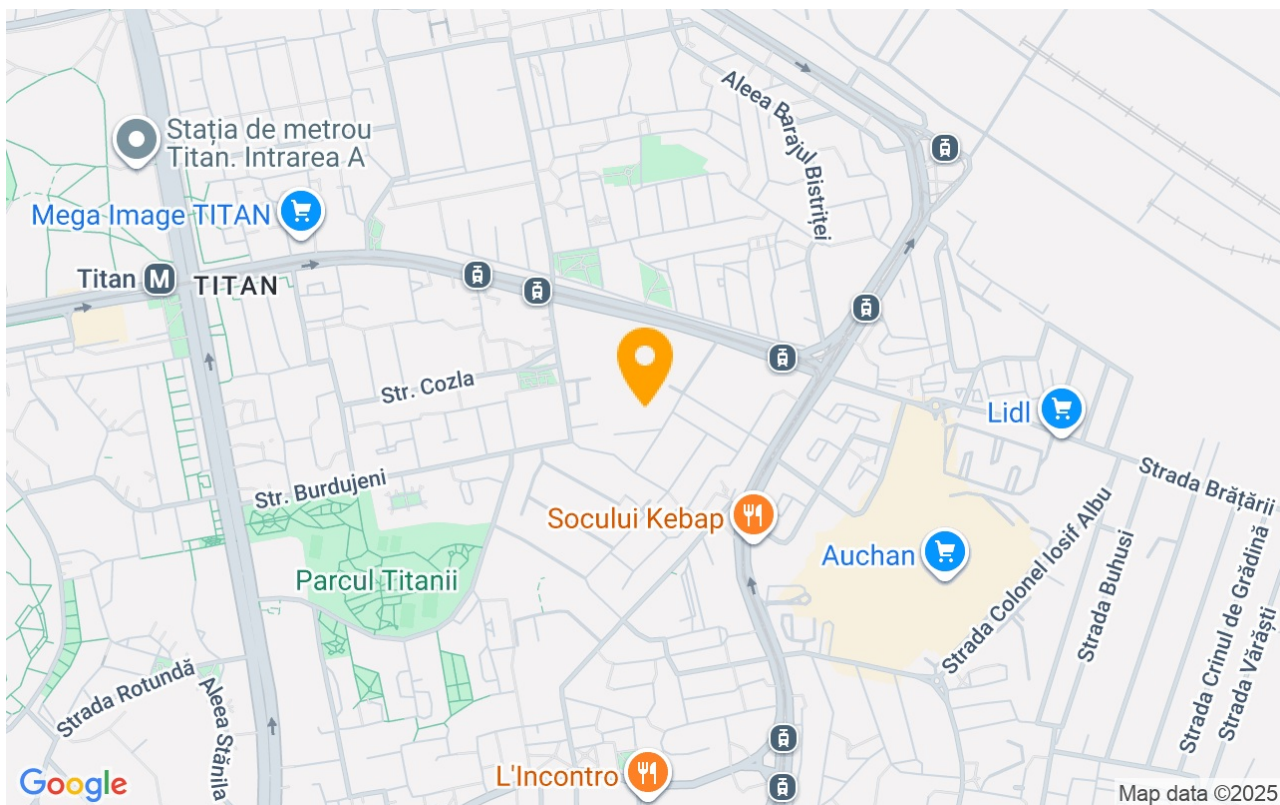 Aleea Barajul Bistriței
Stația de metrou
Titan. Intrarea A
Mega Image TITAN
Titan M
TITAN
Str. Cozla
Lidl
Str. Burdujeni
Strada Brățării
Socului Kebap
Auchan
Strada Colonel Iosif Albu
Strada Buhusi
Strada Crinul de Grădină
Strada Vărăști
Parcul Titanii
Strada Rotundă
Aleea Stănila
L'Incontro
Google
Map data ©2025